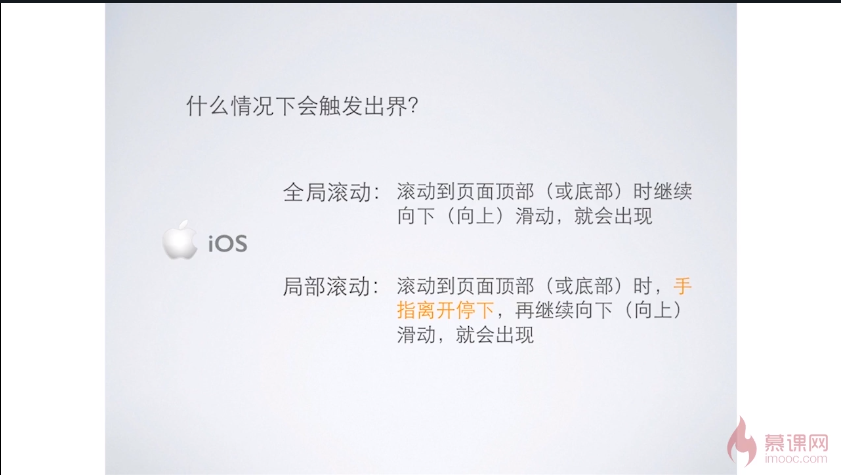 什么情况下会触发出界？
全局滚动：
滚动到页面顶部（或底部）时继续
向下（向上）滑动，就会出现
iOS
局部滚动：
滚动到页面顶部（或底部）时，手
指离开停下，再继续向下（向上）
滑动，就会出现
慕课网
imooc.com